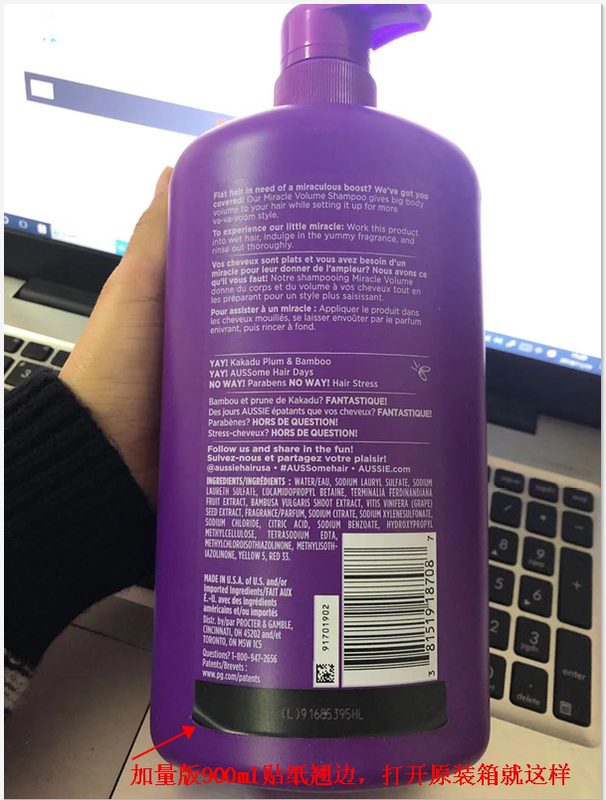 Flat hair in need of a miraculous boost? We've got you
covered! Our Miracle Volume Shampoo gives big body
volume to your hair while setting it up for more
va-va-voom style.
To experience our little miracle: Work this product
into wet hair, indulge in the yummy fragrance, and
rinse out thoroughly.
Vos cheveux sont plats et vous avez besoin d'un
miracle pour leur donner de l'ampleur? Nous avons ce
qu'il vous faut! Notre shampooing Miracle Volume
donne du corps et du volume à vos cheveux tout en
les préparant pour un style plus saisissant.
Pour assister à un miracle : Appliquer le produit dans
les cheveux mouillés, se laisser envoûter par le parfum
enivrant, puis rincer à fond.
YAY! Kakadu Plum & Bamboo
YAY! AUSSome Hair Days
NO WAY! Parabens NO WAY! Hair Stress
Bambou et prune de Kakadu? FANTASTIQUE!
Des jours AUSSIE épatants que vos cheveux? FANTASTIQUE!
Parabènes? HORS DE QUESTION!
Stress-cheveux? HORS DE QUESTION!
Follow us and share in the fun!
Suivez-nous et partagez votre plaisir!
@aussiehairusa • #AUSSomehair • AUSSIE.com
INGREDIENTS/INGRÉDIENTS : WATER/EAU, SODIUM LAURYL SULFATE, SODIUM
LAURETH SULFATE, COCAMIDOPROPYL BETAINE, TERMINALIA FERDINANDIANA
FRUIT EXTRACT, BAMBUSA VULGARIS SHOOT EXTRACT, VITIS VINIFERA (GRAPE)
SEED EXTRACT, FRAGRANCE/PARFUM, SODIUM CITRATE, SODIUM XYLENESULFONATE,
SODIUM CHLORIDE, CITRIC ACID, SODIUM BENZOATE, HYDROXYPROPYL
METHYLCELLULOSE, TETRASODIUM EDTA,
METHYLCHLOROISOTHIAZOLINONE, METHYLISOTH-
IAZOLINONE, YELLOW 5, RED 33.
MADE IN U.S.A. of U.S. and/or
Imported Ingredients/FAIT AUX
É.-U. avec des ingrédients
américains et/ou importés
Distr. by/par PROCTER & GAMBLE,
CINCINNATI, OH 45202 and/et
TORONTO, ON M5W 1C5
Questions? 1-800-947-2656
Patents/Brevets :
www.pg.com/patents
91701902
3 81519 18708 7
(L)91685395HL
加量版900ml贴纸翘边，打开原装箱就这样